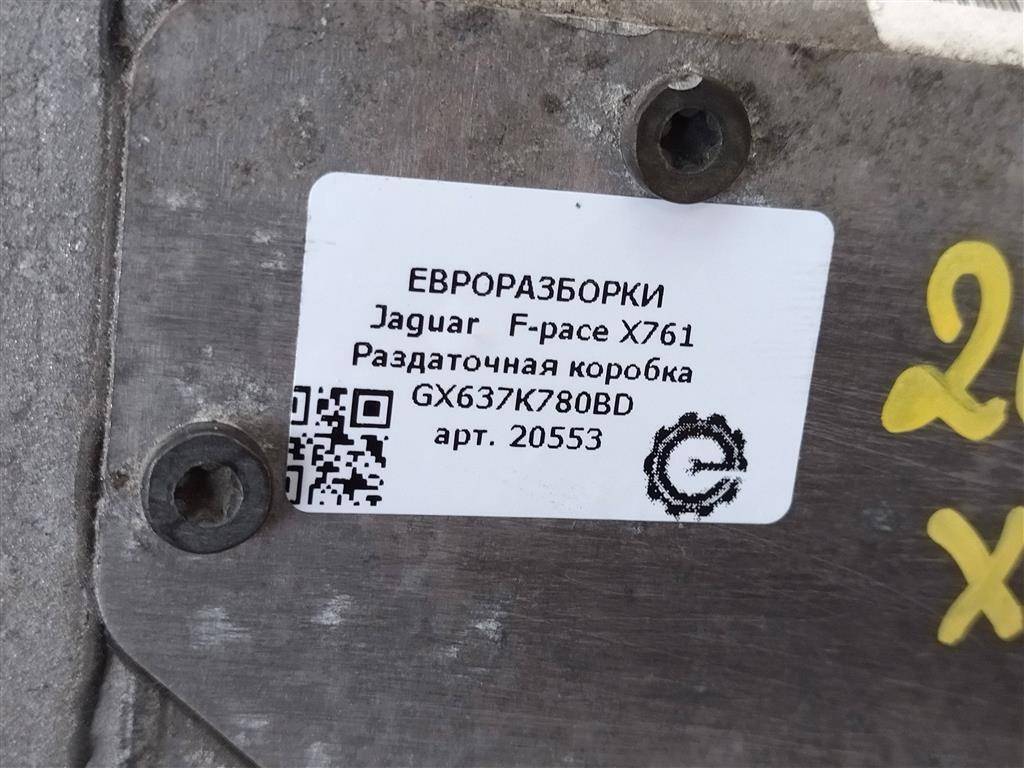 ЕВРОРАЗБОРКИ
Jaguar F-pace X761
Раздаточная коробка
GX637K780BD
арт. 20553